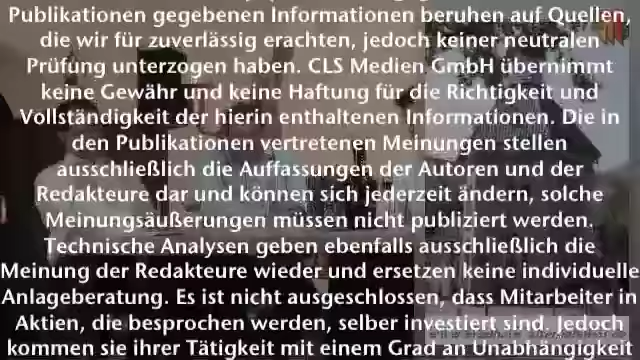 Publikationen gegebenen Informationen beruhen auf Quellen,
die wir für zuverlässig erachten, jedoch keiner neutralen
Prüfung unterzogen haben. CLS Medien GmbH übernimmt
keine Gewähr und keine Haftung für die Richtigkeit und
Vollständigkeit der hierin enthaltenen Informationen. Die in
den Publikationen vertretenen Meinungen stellen
ausschließlich die Auffassungen der Autoren und der
Redakteure dar und können sich jederzeit ändern, solche
Meinungsäußerungen müssen nicht publiziert werden.
Technische Analysen geben ebenfalls ausschließlich die
Meinung der Redakteure wieder und ersetzen keine individuelle
Anlageberatung. Es ist nicht ausgeschlossen, dass Mitarbeiter in
Aktien, die besprochen werden, selber investiert sind. Jedoch
kommen sie ihrer Tätigkeit mit einem Grad an Unabhängigkeit